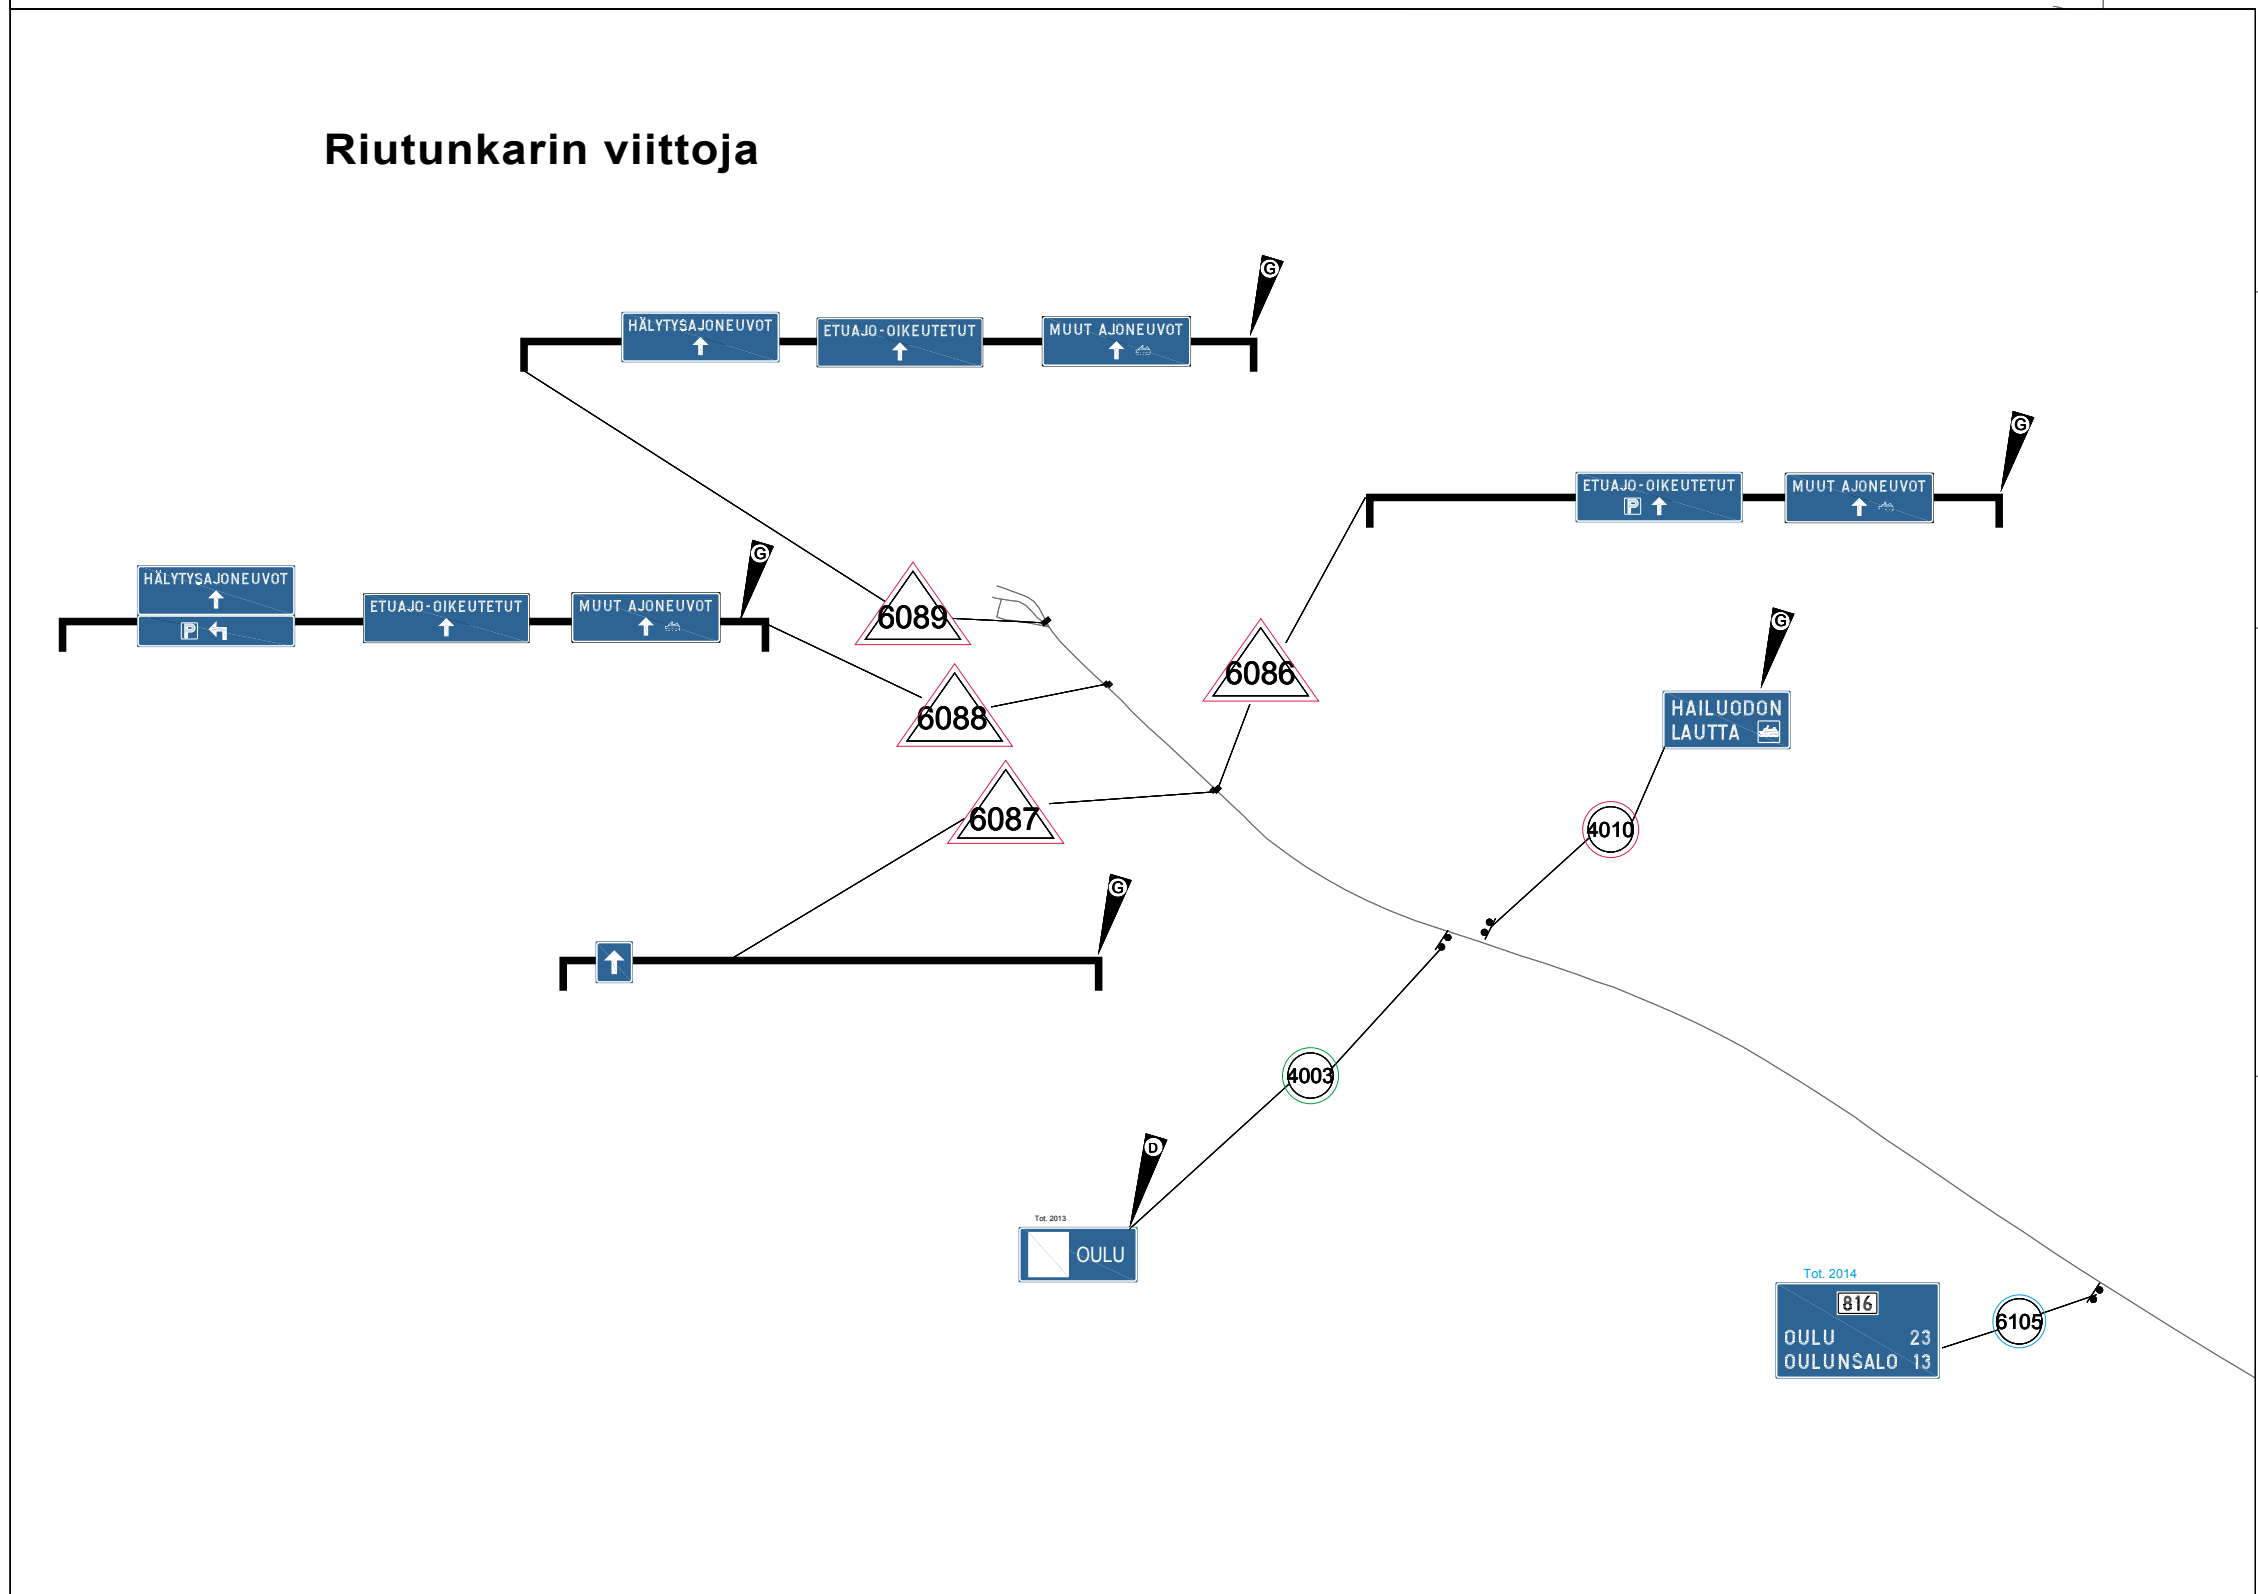 Riutunkarin viittoja
G
HÄLYTYSAJONEUVOT
ETUAJO-OIKEUTETUT
MUUT AJONEUVOT
G
ETUAJO-OIKEUTETUT
P
MUUT AJONEUVOT
G
HÄLYTYSAJONEUVOT
P
ETUAJO-OIKEUTETUT
MUUT AJONEUVOT
6089
6088
6087
6086
G
HAILUODON
LAUTTA
4010
G
4003
D
Tot. 2013
OULU
Tot. 2014
816
OULU 23
OULUNSALO 13
6105